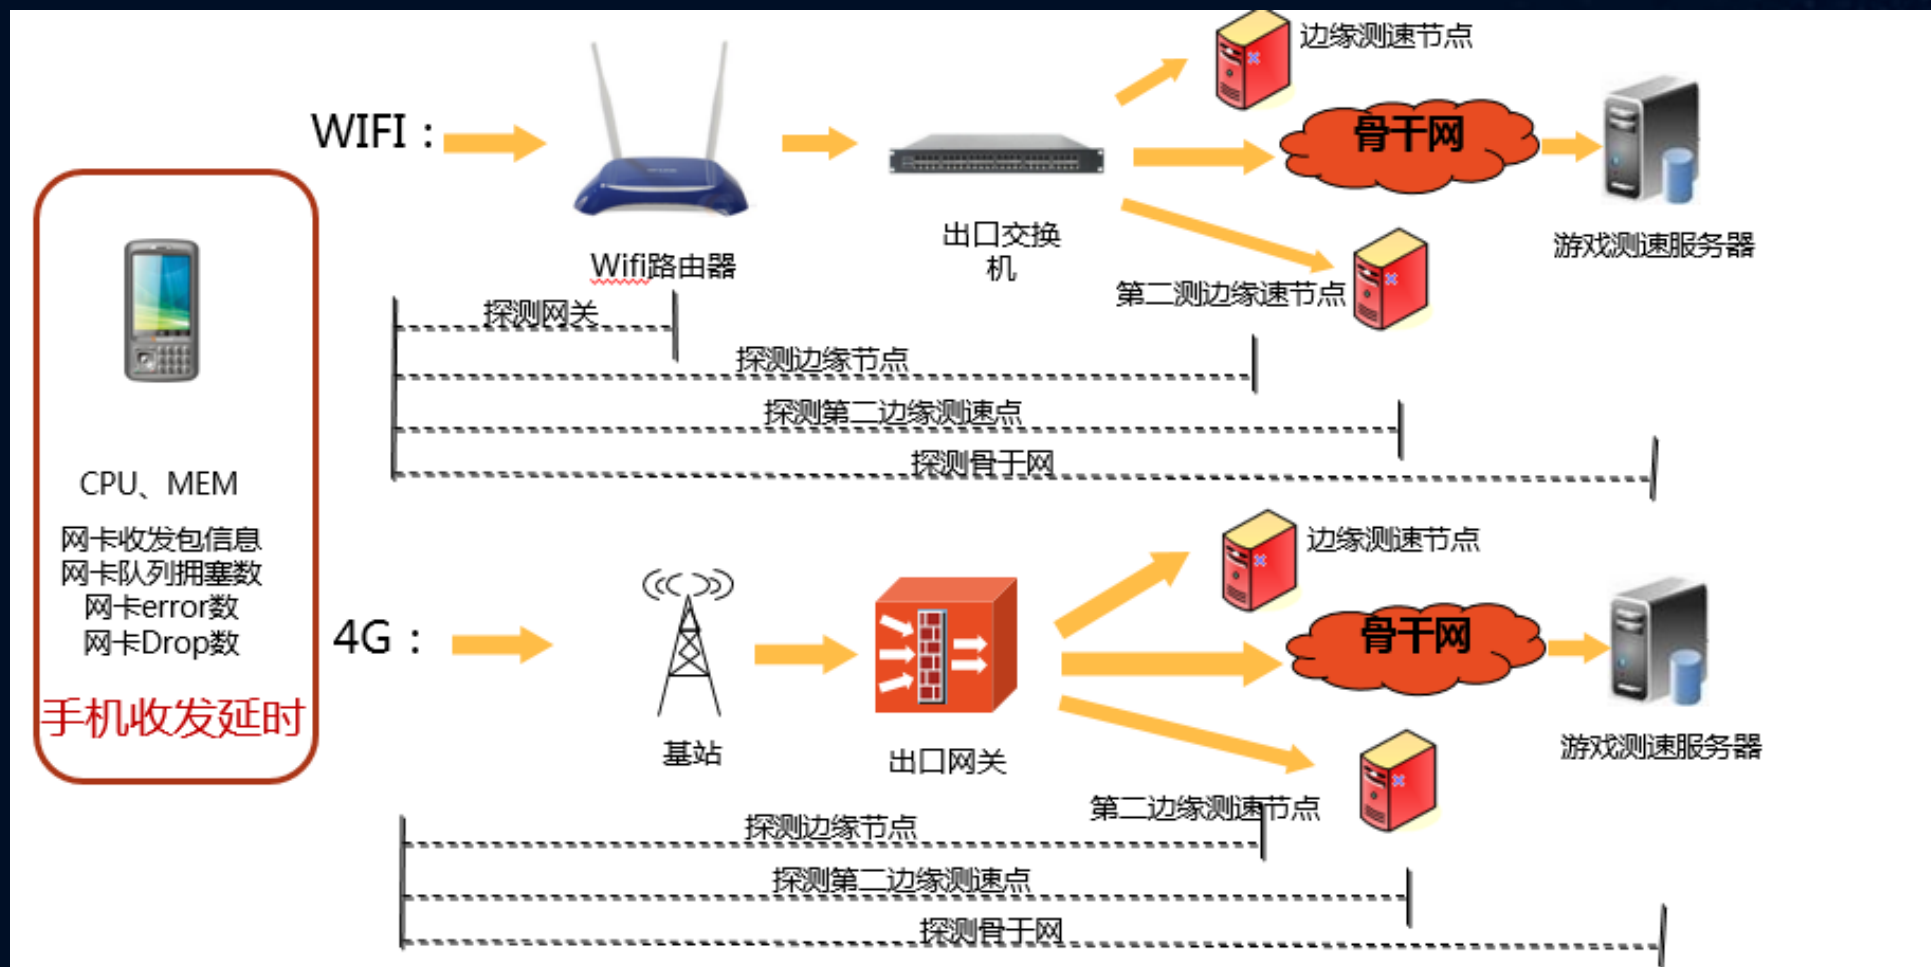 边缘测速节点
WIFI：
骨干网
Wifi路由器
出口交换
机
游戏测速服务器
第二测边缘速节点
探测网关
探测边缘节点
探测第二边缘测速点
探测骨干网
CPU、MEM
网卡收发包信息
网卡队列拥塞数
网卡error数
网卡Drop数
手机收发延时
边缘测速节点
4G：
骨干网
基站
出口网关
游戏测速服务器
第二边缘测速节点
探测边缘节点
探测第二边缘测速点
探测骨干网